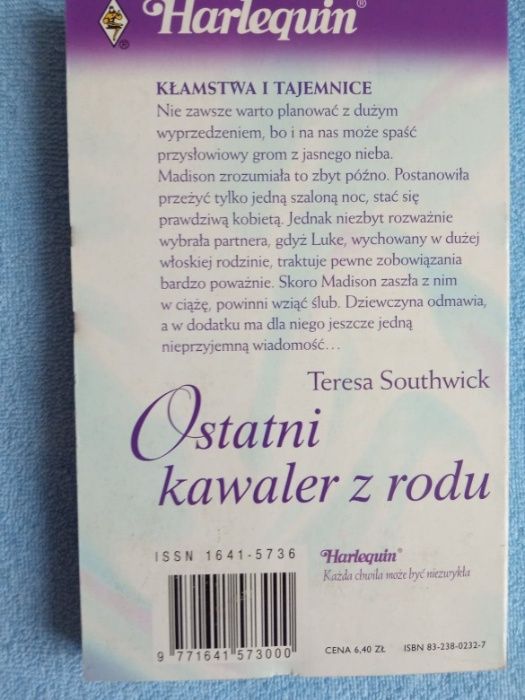 Harlequin®
KŁAMSTWA I TAJEMNICE
Nie zawsze warto planować z dużym
wyprzedzeniem, bo i na nas może spaść
przysłowiowy grom z jasnego nieba.
Madison zrozumiała to zbyt późno. Postanowiła
przeżyć tylko jedną szaloną noc, stać się
prawdziwą kobietą. Jednak niezbyt rozważnie
wybrała partnera, gdyż Luke, wychowany w dużej
włoskiej rodzinie, traktuje pewne zobowiązania
bardzo poważnie. Skoro Madison zaszła z nim
w ciążę, powinni wziąć ślub. Dziewczyna odmawia,
a w dodatku ma dla niego jeszcze jedną
nieprzyjemną wiadomość...
Teresa Southwick
Ostatni
kawaler z rodu
ISSN 1641-5736
Harlequin®
Każda chwila może być niezwykła
9 771641 573000
CENA 6,40 ZŁ ISBN 83-238-0232-7